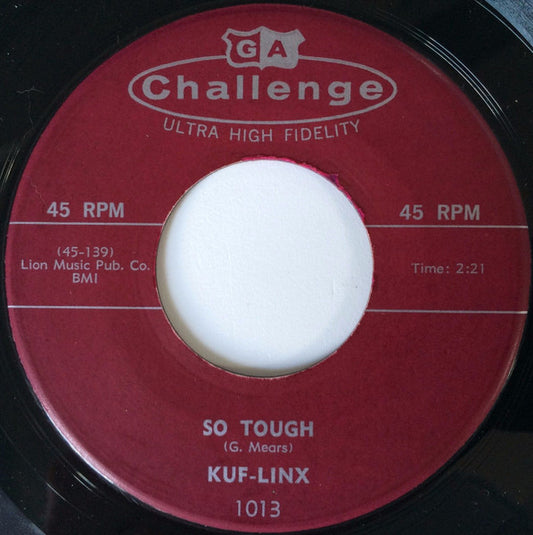 GA
Challenge
ULTRA HIGH FIDELITY
45 RPM
45 RPM
(45-139)
Lion Music Pub. Co.
BMI
Time: 2:21
SO TOUGH
(G. Mears)
KUF-LINX
1013